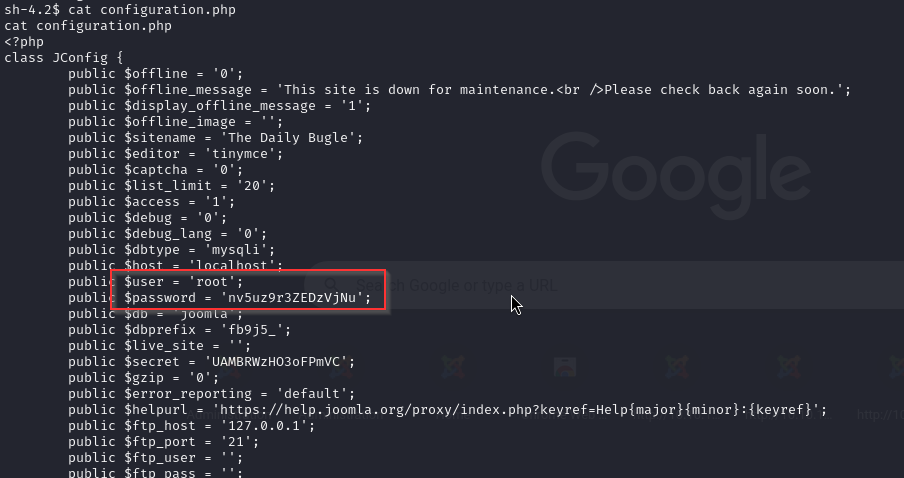 sh-4.2$ cat configuration.php
cat configuration.php
<?php
class JConfig {
        public $offline = '0';
        public $offline_message = 'This site is down for maintenance.<br />Please check back again soon.';
        public $display_offline_message = '1';
        public $offline_image = '';
        public $sitename = 'The Daily Bugle';
        public $editor = 'tinymce';
        public $captcha = '0';
        public $list_limit = '20';
        public $access = '1';
        public $debug = '0';
        public $debug_lang = '0';
        public $dbtype = 'mysqli';
        public $host = 'localhost';
        public $user = 'root';
        public $password = 'nv5uz9r3ZEDzVjNu';
        public $db = 'joomla';
        public $dbprefix = 'fb9j5_';
        public $live_site = '';
        public $secret = 'UAMBRWzHO3oFPmVC';
        public $gzip = '0';
        public $error_reporting = 'default';
        public $helpurl = 'https://help.joomla.org/proxy/index.php?keyref=Help{major}{minor}:{keyref}';
        public $ftp_host = '127.0.0.1';
        public $ftp_port = '21';
        public $ftp_user = '';
        public $ftp_pass = '';
Google
Search Google or type a URL